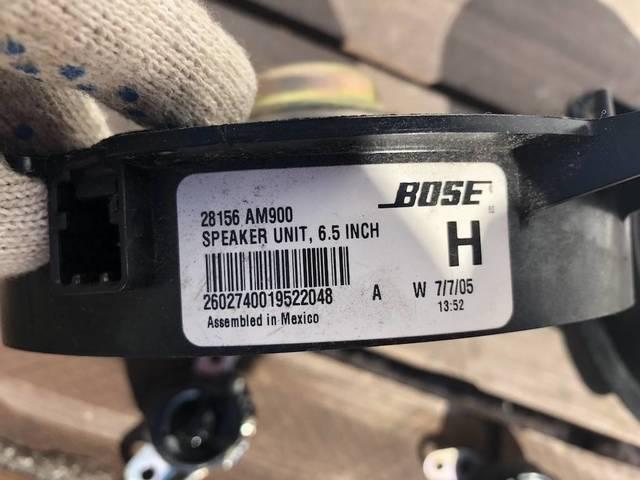 BOSE
28156 AM900
SPEAKER UNIT, 6.5 INCH
H
2602740019522048 A W 7/7/05
Assembled in Mexico 13:52